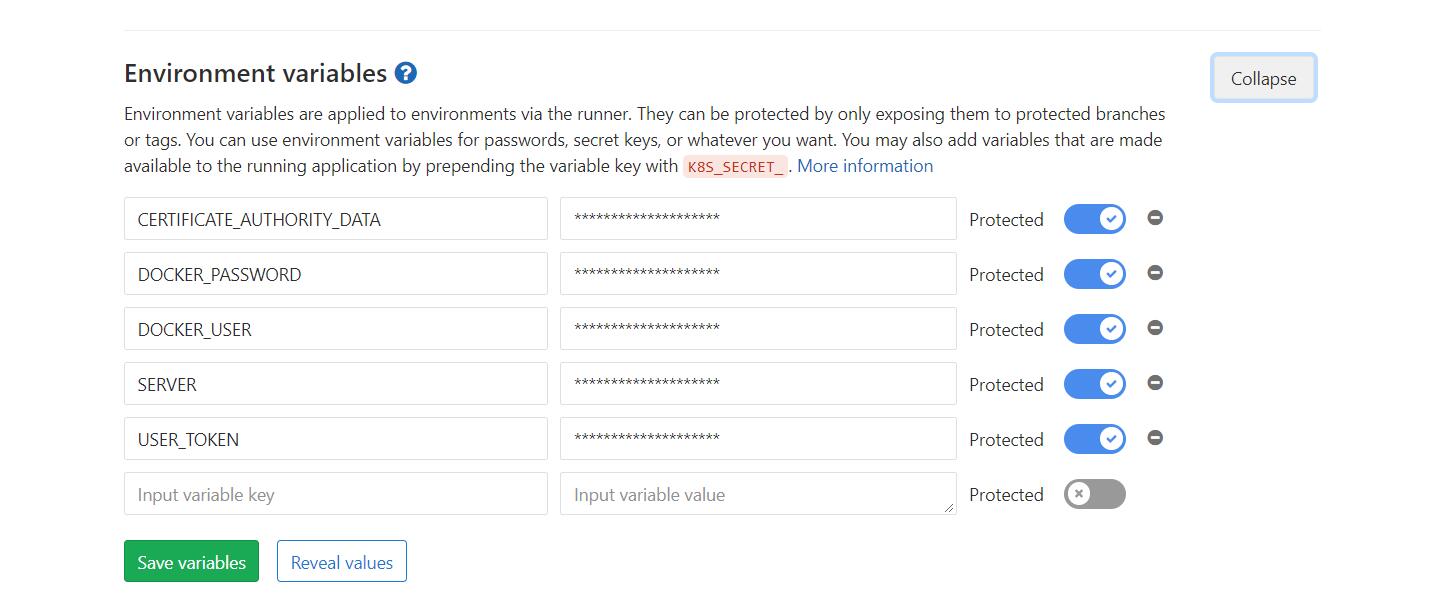 Environment variables ?
Collapse
Environment variables are applied to environments via the runner. They can be protected by only exposing them to protected branches
or tags. You can use environment variables for passwords, secret keys, or whatever you want. You may also add variables that are made
available to the running application by prepending the variable key with K8S_SECRET_ . More information
CERTIFICATE_AUTHORITY_DATA ******************** Protected
DOCKER_PASSWORD ******************** Protected
DOCKER_USER ******************** Protected
SERVER ******************** Protected
USER_TOKEN ******************** Protected
Input variable key Input variable value Protected
Save variables Reveal values